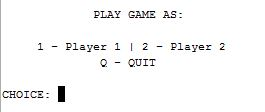 PLAY GAME AS:
1 - Player 1 | 2 - Player 2
Q - QUIT
CHOICE: